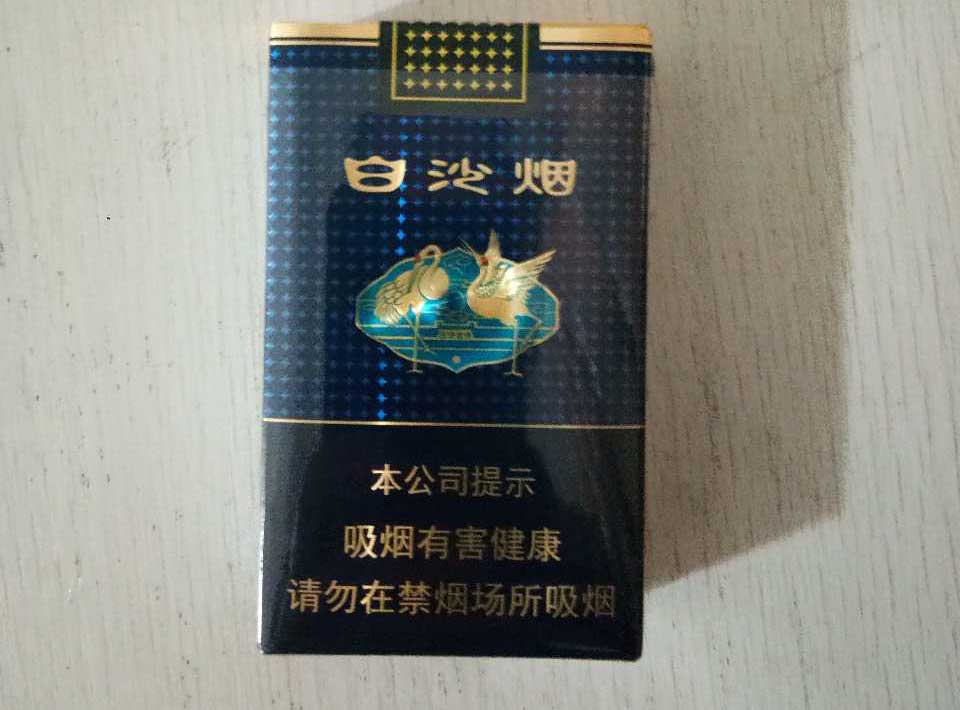 白沙烟
本公司提示
吸烟有害健康
请勿在禁烟场所吸烟